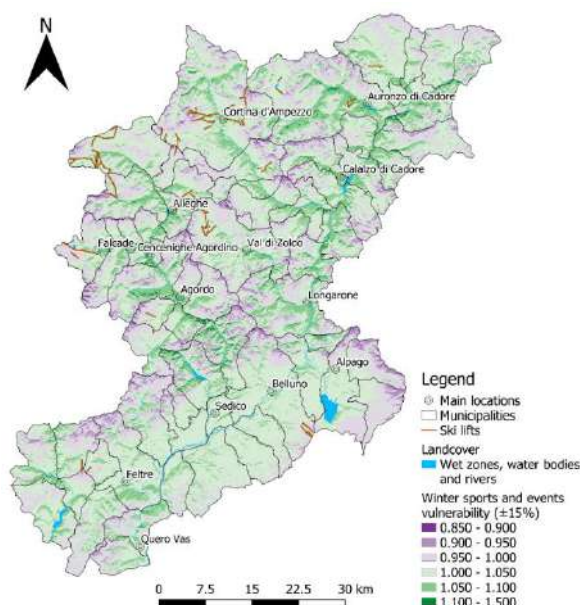 N
Auronzo di Cadore
Cortina d'Ampezzo
Calalzo di Cadore
Alleghe
Falcade
Cencenighe Agordino
Val di Zolco
Agordo
Longarone
Alpago
Belluno
Sedico
Feltre
Quero Vas
Legend
Main locations
Municipalities
Ski lifts
Landcover
Wet zones, water bodies
and rivers
Winter sports and events
vulnerability (±15%)
0.850 - 0.900
0.900 - 0.950
0.950 - 1.000
1.000 - 1.050
1.050 - 1.100
1.100 - 1.500
0 7.5 15 22.5 30 km